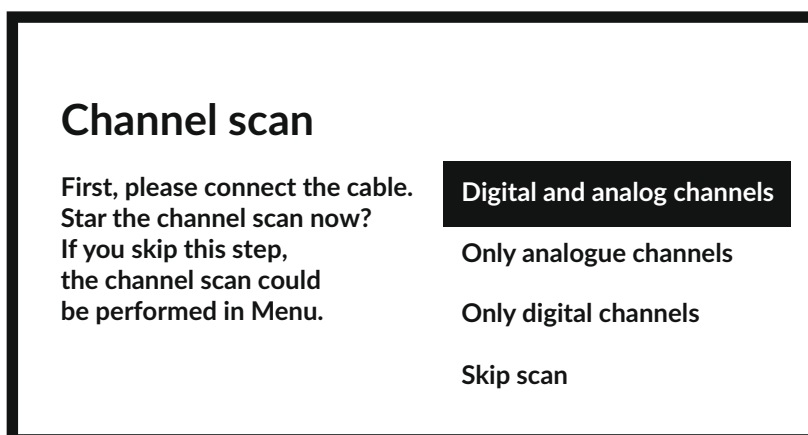 Channel scan
First, please connect the cable.
Star the channel scan now?
If you skip this step,
the channel scan could
be performed in Menu.
Digital and analog channels
Only analogue channels
Only digital channels
Skip scan